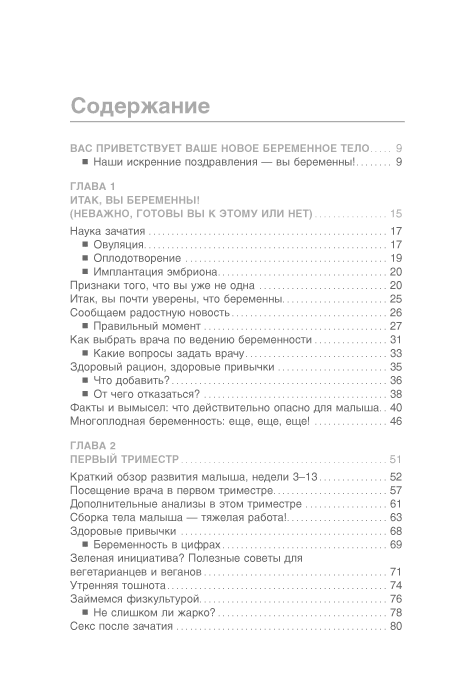 Содержание
ВАС ПРИВЕТСТВУЕТ ВАШЕ НОВОЕ БЕРЕМЕННОЕ ТЕЛО..... 9
■ Наши искренние поздравления — вы беременны!........ 9
ГЛАВА 1
ИТАК, ВЫ БЕРЕМЕННЫ!
(НЕВАЖНО, ГОТОВЫ ВЫ К ЭТОМУ ИЛИ НЕТ) ................ 15
Наука зачатия ........................................ 17
■ Овуляция........................................ 17
■ Оплодотворение .................................. 19
■ Имплантация эмбриона............................. 20
Признаки того, что вы уже не одна ...................... 20
Итак, вы почти уверены, что беременны................... 25
Сообщаем радостную новость........................... 26
■ Правильный момент ............................... 27
Как выбрать врача по ведению беременности .............. 31
■ Какие вопросы задать врачу......................... 33
Здоровый рацион, здоровые привычки ................... 35
■ Что добавить?..................................... 36
■ От чего отказаться? ................................ 38
Факты и вымысел: что действительно опасно для малыша.. 40
Многоплодная беременность: еще, еще, еще! ............. 46
ГЛАВА 2
ПЕРВЫЙ ТРИМЕСТР ................................... 51
Краткий обзор развития малыша, недели 3–13 ............ 52
Посещение врача в первом триместре.................... 57
Дополнительные анализы в этом триместре ............... 61
Сборка тела малыша — тяжелая работа!.................. 63
Здоровые привычки ................................... 68
■ Беременность в цифрах............................. 69
Зеленая инициатива? Полезные советы для
вегетарианцев и веганов ................................ 71
Утренняя тошнота...................................... 74
Займемся физкультурой................................. 76
■ Не слишком ли жарко? ............................. 78
Секс после зачатия .................................... 80